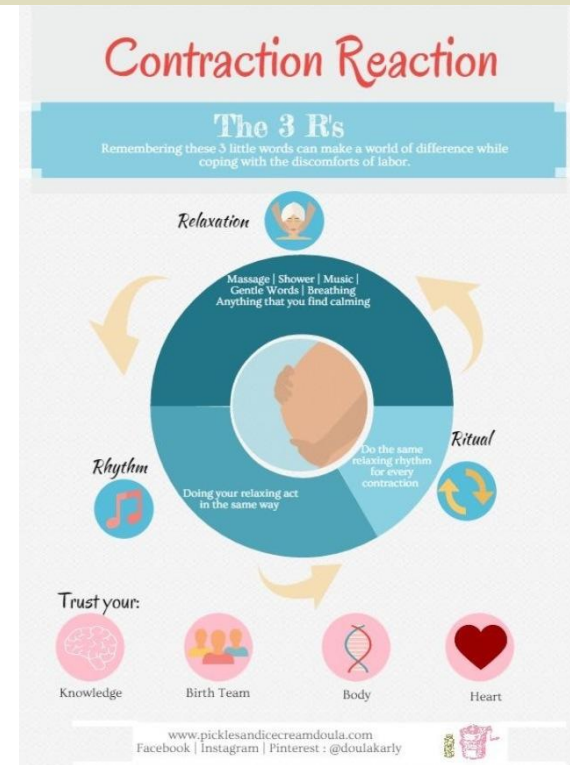 Contraction Reaction
The 3 R's
Remembering these 3 little words can make a world of difference while
coping with the discomforts of labor.
Relaxation
Massage | Shower | Music |
Gentle Words | Breathing
Anything that you find calming
Ritual
Do the same
relaxing rhythm
for every
contraction
Rhythm
Doing your relaxing act
in the same way
Trust your:
Knowledge
Birth Team
Body
Heart
www.picklesandicecreamdoula.com
Facebook | Instagram | Pinterest : @doulakarly